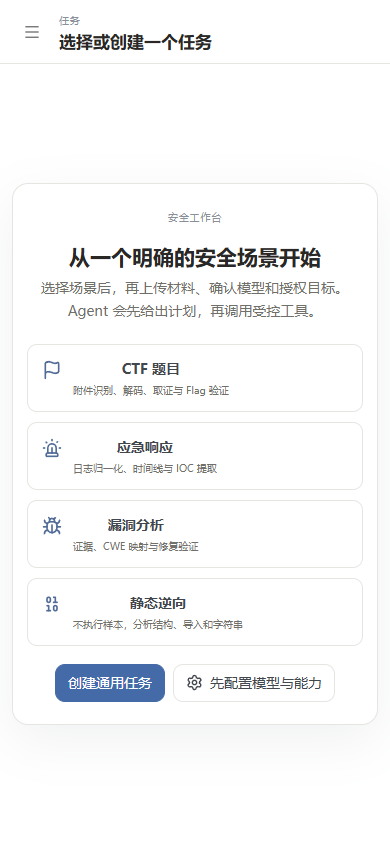 任务
选择或创建一个任务
安全工作台
从一个明确的安全场景开始
选择场景后，再上传材料、确认模型和授权目标。
Agent 会先给出计划，再调用受控工具。
CTF 题目
附件识别、解码、取证与 Flag 验证
应急响应
日志归一化、时间线与 IOC 提取
漏洞分析
证据、CWE 映射与修复验证
静态逆向
不执行样本，分析结构、导入和字符串
创建通用任务
先配置模型与能力